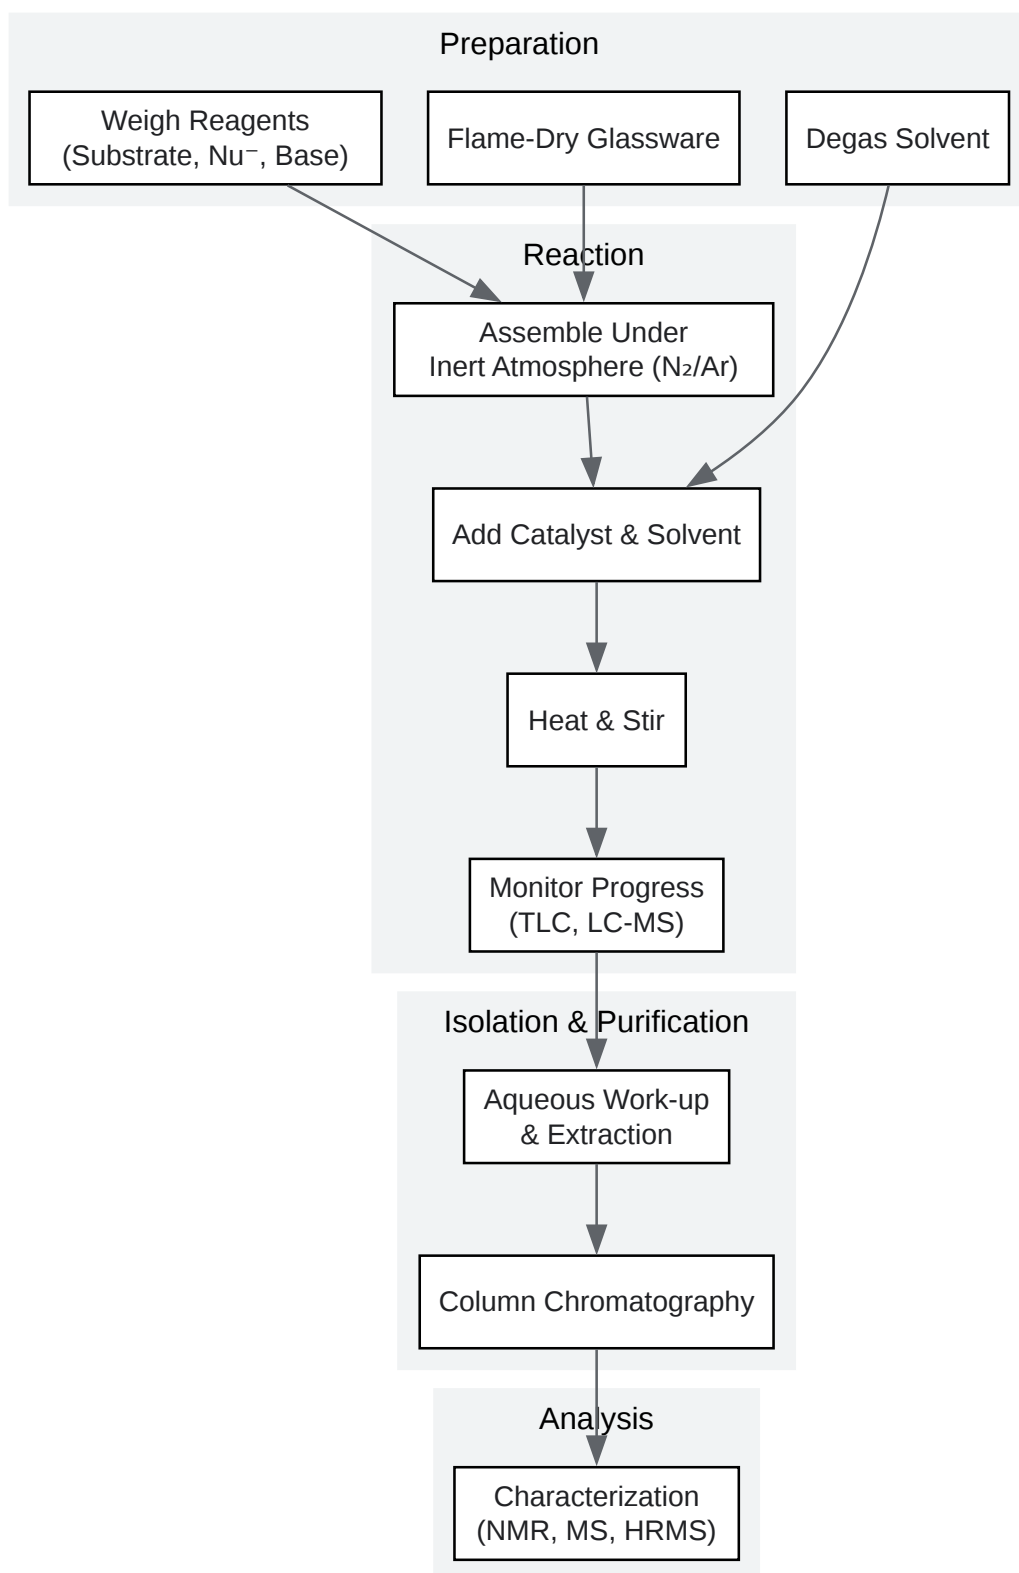 Preparation
Weigh Reagents
(Substrate, Nu⁻, Base)
Flame-Dry Glassware
Degas Solvent
Reaction
Assemble Under
Inert Atmosphere (N₂/Ar)
Add Catalyst & Solvent
Heat & Stir
Monitor Progress
(TLC, LC-MS)
Isolation & Purification
Aqueous Work-up
& Extraction
Column Chromatography
Analysis
Characterization
(NMR, MS, HRMS)